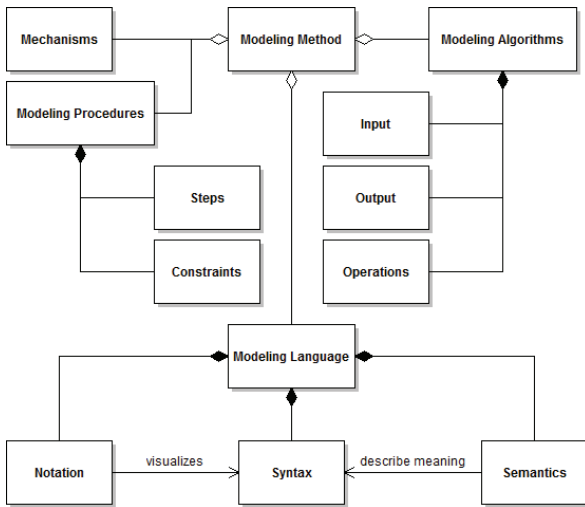 Mechanisms
Modeling Method
Modeling Algorithms
Modeling Procedures
Input
Steps
Output
Constraints
Operations
Modeling Language
Notation
visualizes
Syntax
describe meaning
Semantics